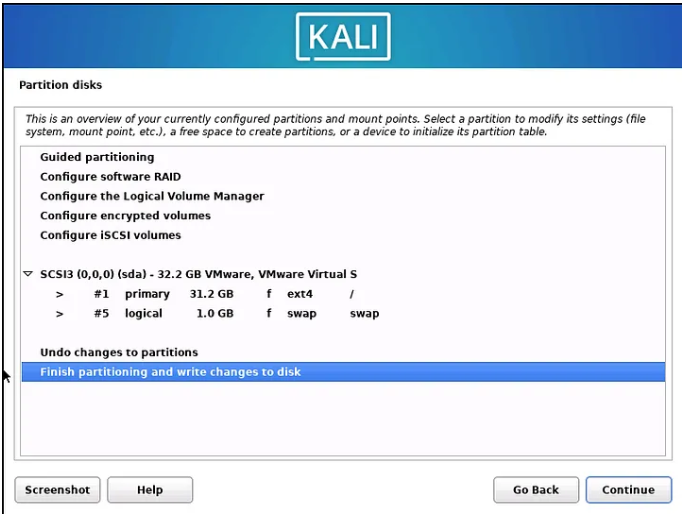 KALI
Partition disks
This is an overview of your currently configured partitions and mount points. Select a partition to modify its settings (file
system, mount point, etc.), a free space to create partitions, or a device to initialize its partition table.
Guided partitioning
Configure software RAID
Configure the Logical Volume Manager
Configure encrypted volumes
Configure iSCSI volumes
SCSI3 (0,0,0) (sda) - 32.2 GB VMware, VMware Virtual S
> #1 primary 31.2 GB f ext4 /
> #5 logical 1.0 GB f swap swap
Undo changes to partitions
Finish partitioning and write changes to disk
Screenshot Help Go Back Continue